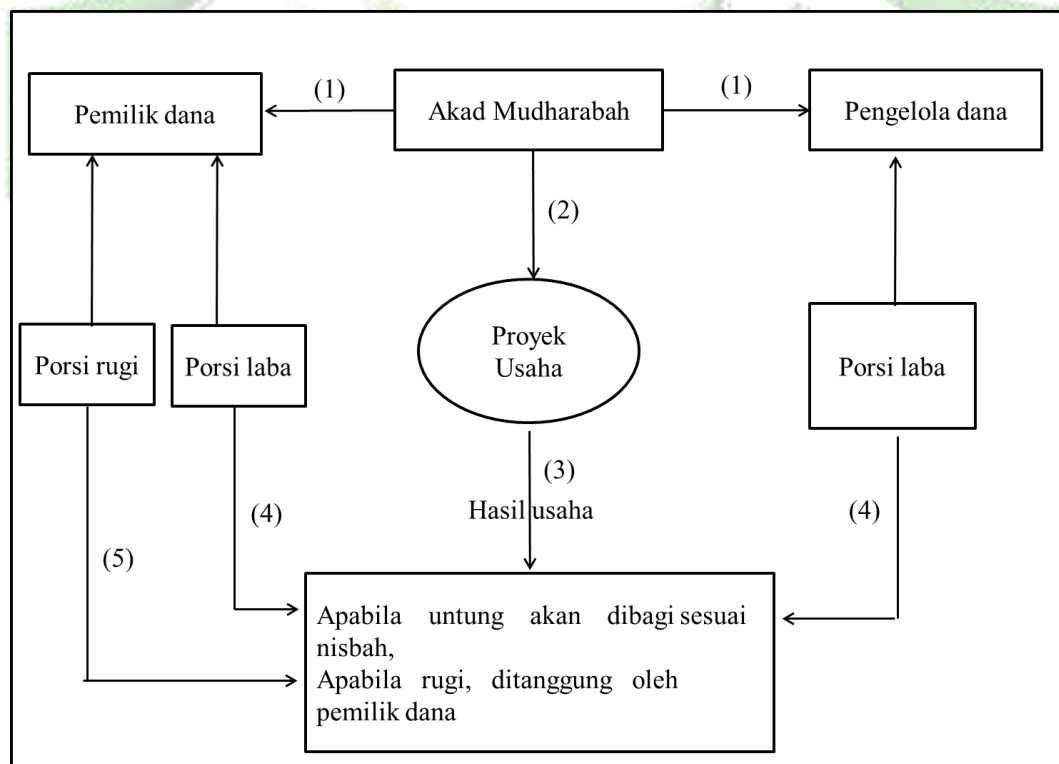 Pemilik dana
(1)
Akad Mudharabah
(1)
Pengelola dana
(2)
Porsi rugi
Porsi laba
Proyek
Usaha
Porsi laba
(3)
Hasil usaha
(4)
(4)
(5)
Apabila untung akan dibagi sesuai
nisbah,
Apabila rugi, ditanggung oleh
pemilik dana